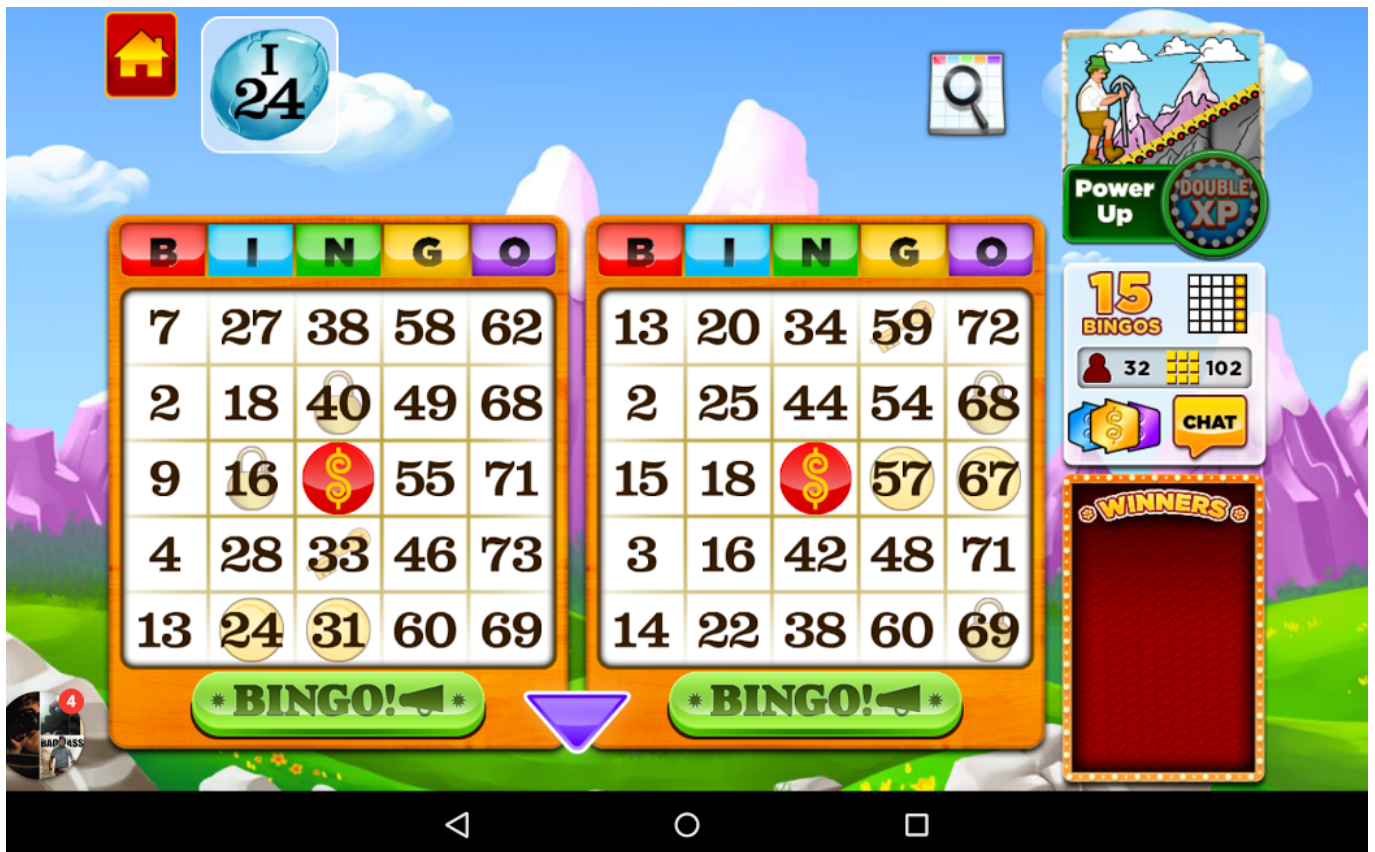 I
24
Power
Up
DOUBLE
XP
15
BINGOS
32 102
CHAT
WINNERS
B I N G O
7 27 38 58 62
2 18 40 49 68
9 16 $ 55 71
4 28 33 46 73
13 24 31 60 69
BINGO!
B I N G O
13 20 34 59 72
2 25 44 54 68
15 18 $ 57 67
3 16 42 48 71
14 22 38 60 69
BINGO!
4
BADASS